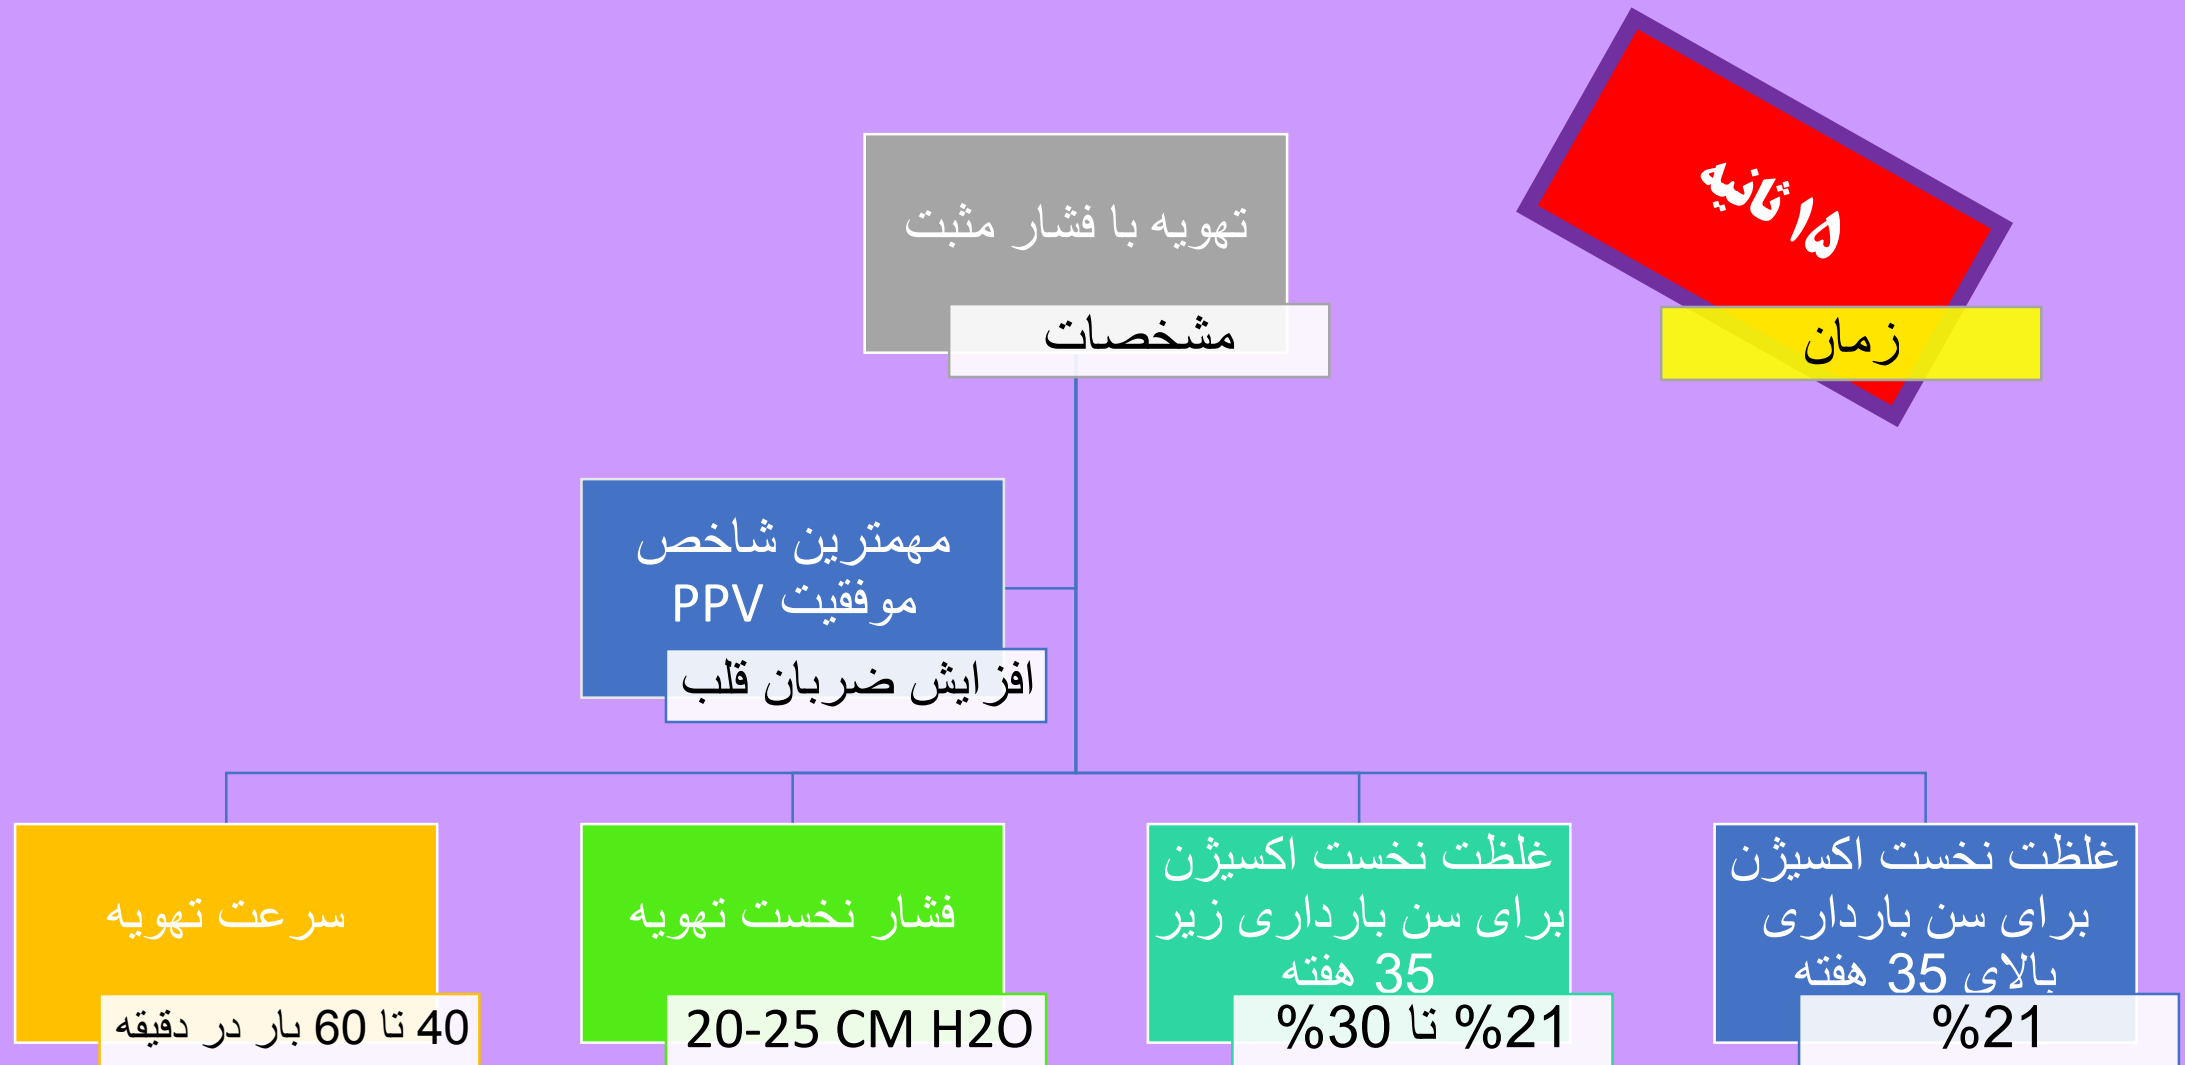 ۱۵ ثانیه
زمان
تهویه با فشار مثبت
مشخصات
مهمترین شاخص
موفقیت PPV
افزایش ضربان قلب
غلظت نخست اکسیژن
برای سن بارداری
بالای 35 هفته
%21
غلظت نخست اکسیژن
برای سن بارداری زیر
35 هفته
%21 تا %30
فشار نخست تهویه
20-25 CM H2O
سرعت تهویه
40 تا 60 بار در دقیقه